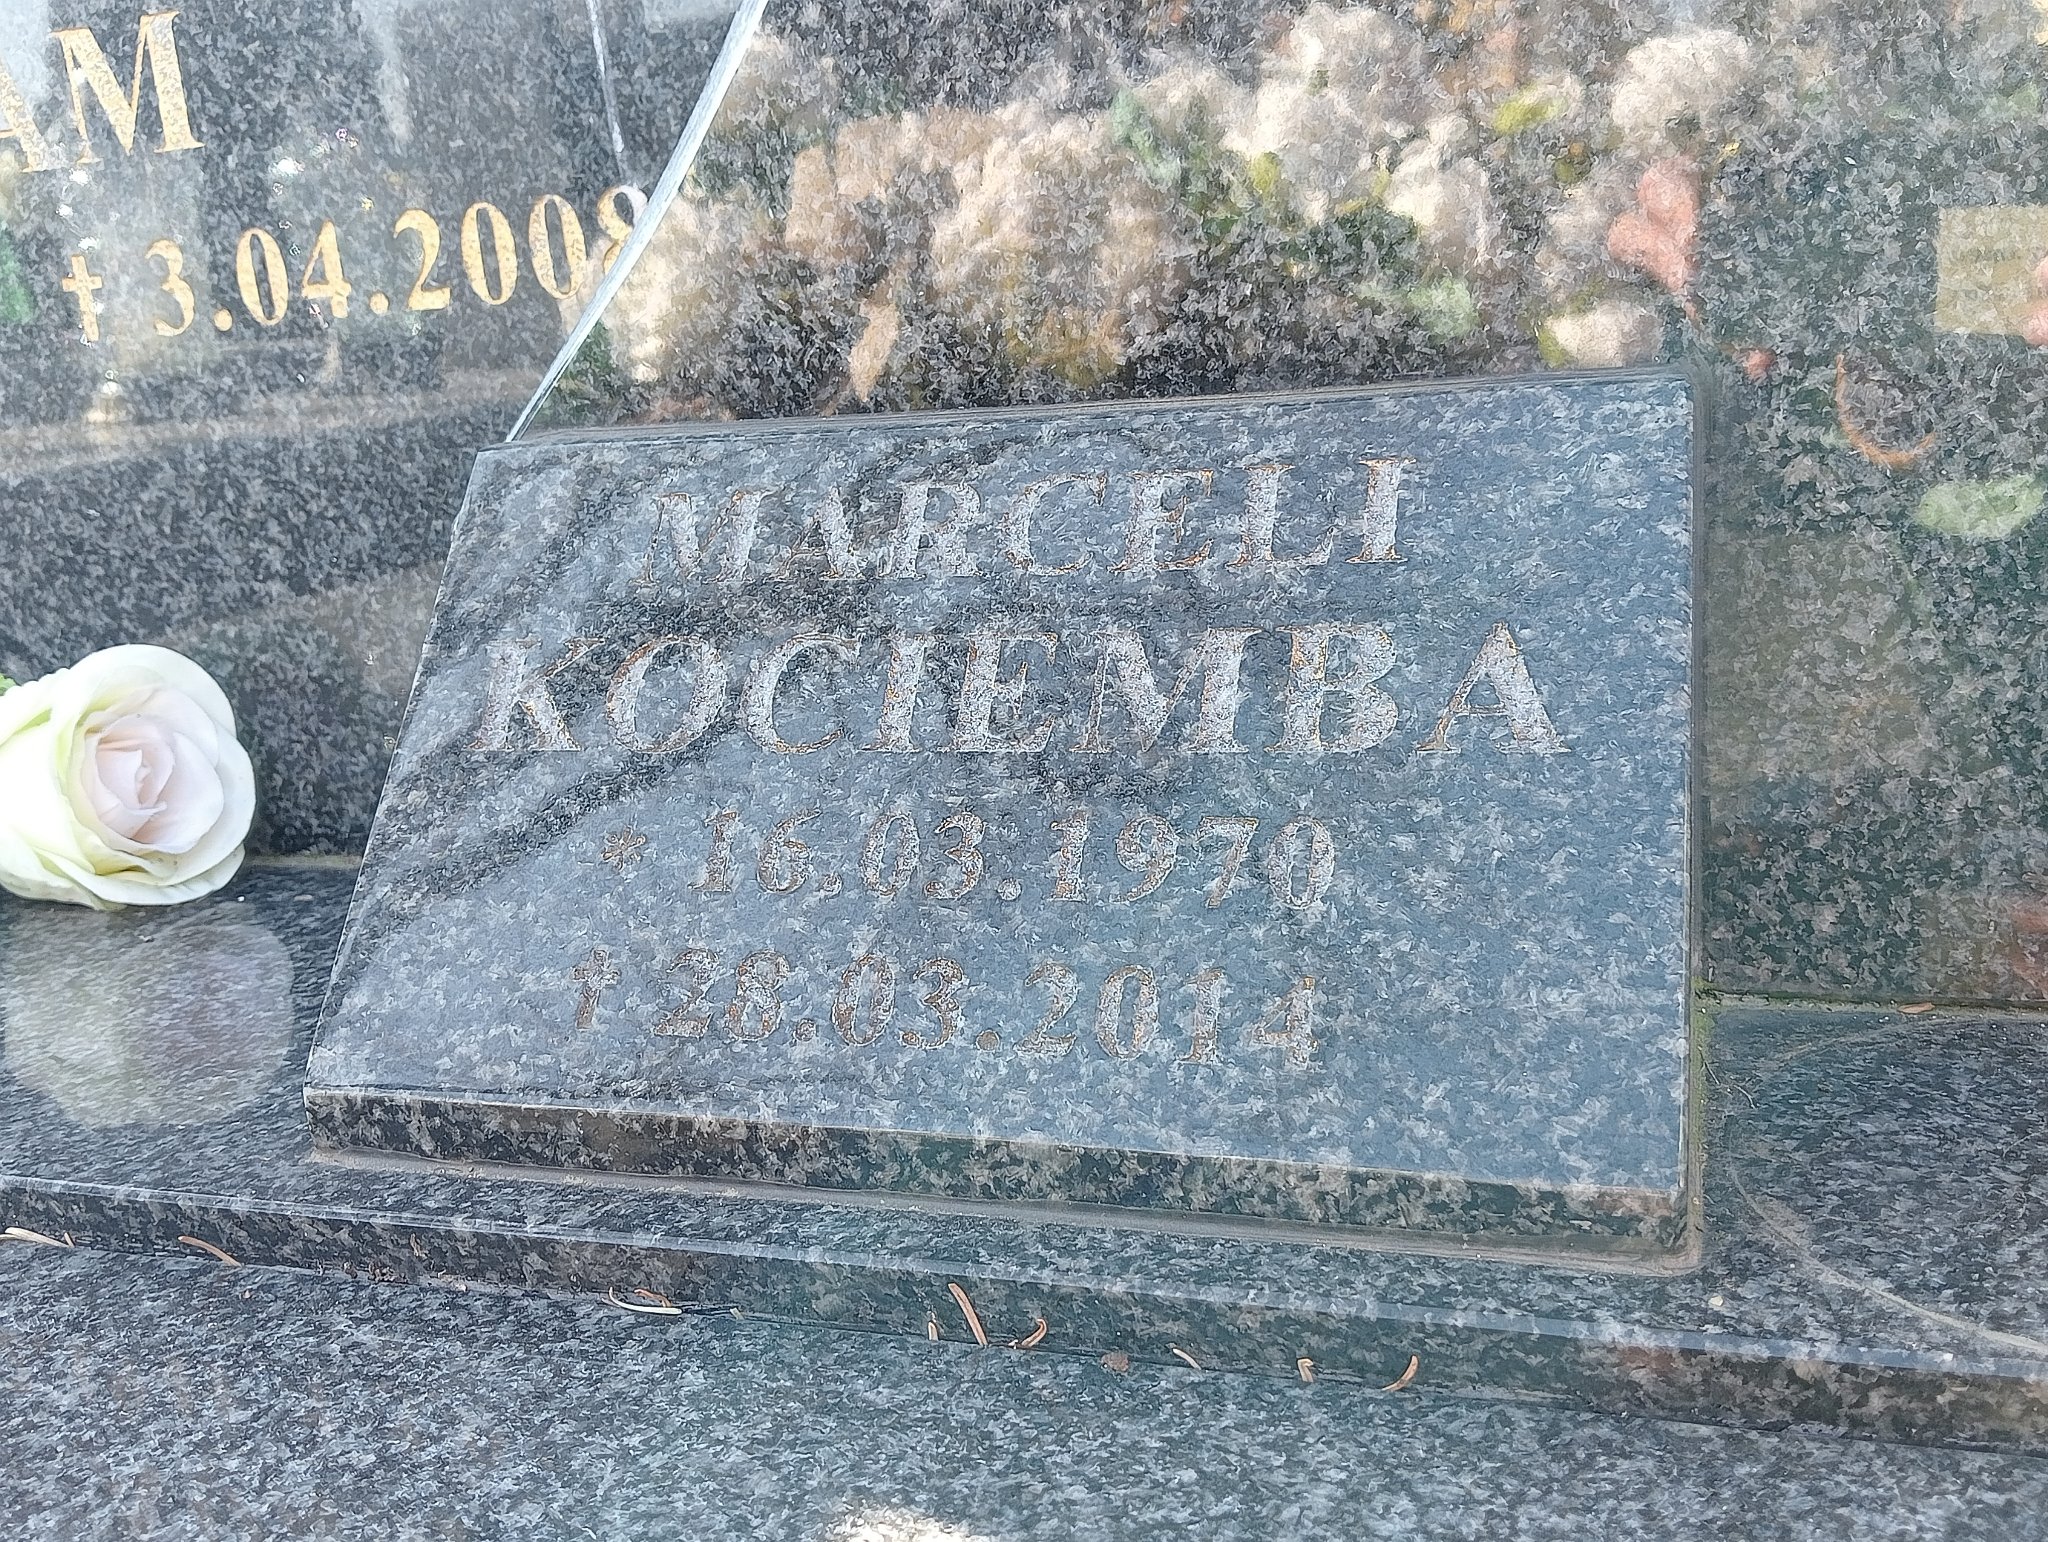 AM
† 3.04.2008
MARCELI
KOCIEMBA
* 16.03.1970
† 28.03.2014